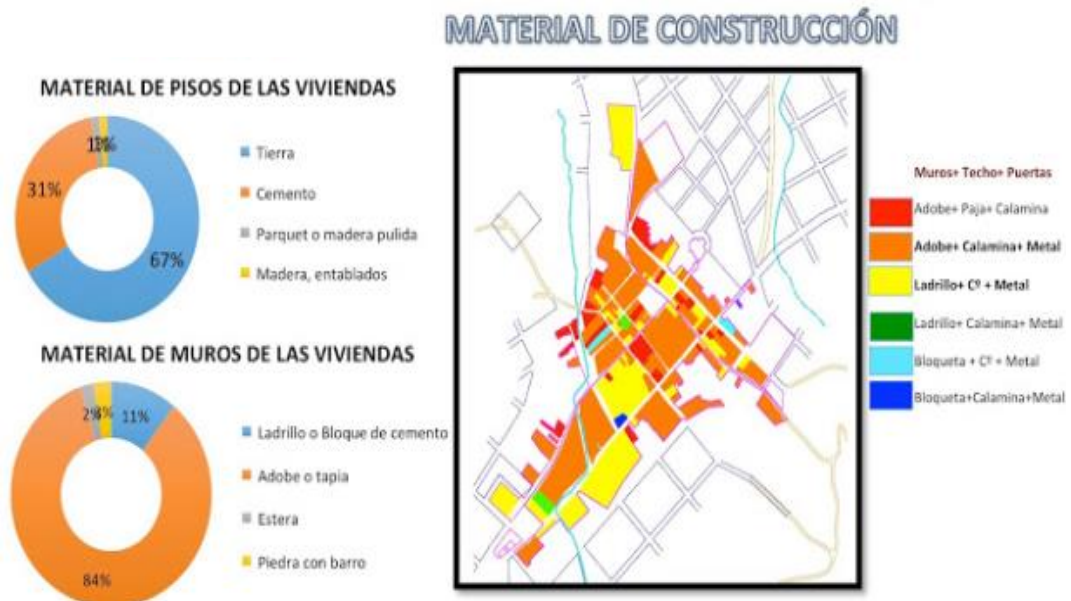 MATERIAL DE CONSTRUCCIÓN
MATERIAL DE PISOS DE LAS VIVIENDAS
31%
67%
Tierra
Cemento
Parquet o madera pulida
Madera, entablados
MATERIAL DE MUROS DE LAS VIVIENDAS
2%
11%
84%
Ladrillo o Bloque de cemento
Adobe o tapia
Estera
Piedra con barro
Muros+ Techo+ Puertas
Adobe+ Paja+ Calamina
Adobe+ Calamina+ Metal
Ladrillo+ Cº + Metal
Ladrillo+ Calamina+ Metal
Bloqueta + Cº + Metal
Bloqueta+Calamina+Metal